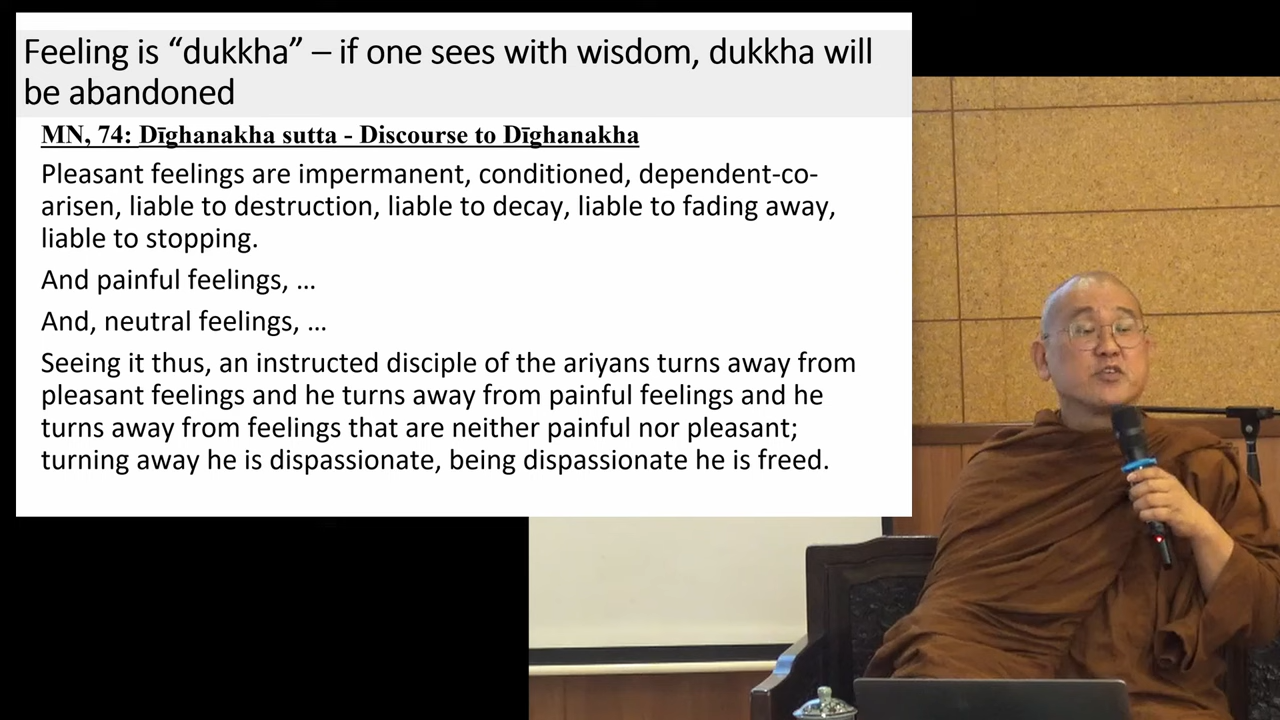 Feeling is “dukkha” – if one sees with wisdom, dukkha will
be abandoned
MN, 74: Dīghanakha sutta - Discourse to Dīghanakha
Pleasant feelings are impermanent, conditioned, dependent-co-
arisen, liable to destruction, liable to decay, liable to fading away,
liable to stopping.
And painful feelings, ...
And, neutral feelings, ...
Seeing it thus, an instructed disciple of the ariyans turns away from
pleasant feelings and he turns away from painful feelings and he
turns away from feelings that are neither painful nor pleasant;
turning away he is dispassionate, being dispassionate he is freed.